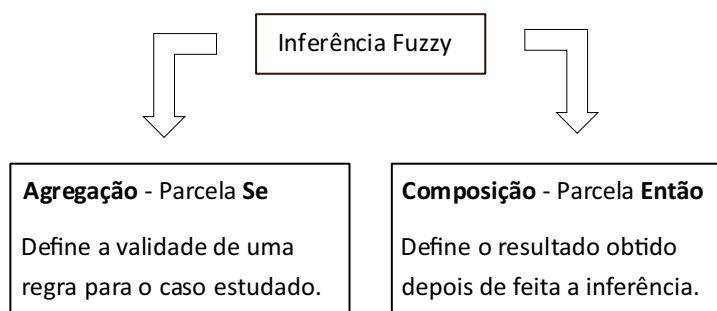 Inferência Fuzzy
Agregação - Parcela Se
Define a validade de uma
regra para o caso estudado.
Composição - Parcela Então
Define o resultado obtido
depois de feita a inferência.